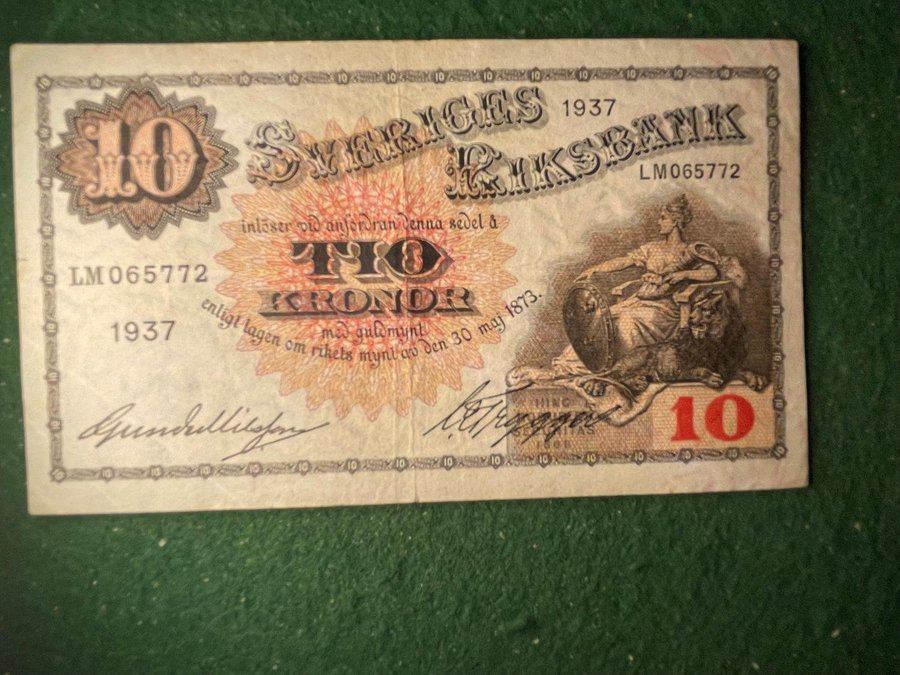 10
SVERIGES 1937
RIKSBANK
LM065772
inlöser vid anfordran denna sedel å
TIO
KRONOR
LM065772
1937
med guldmynt
enligt lagen om rikets mynt av den 30 maj 1873.
HINC
10